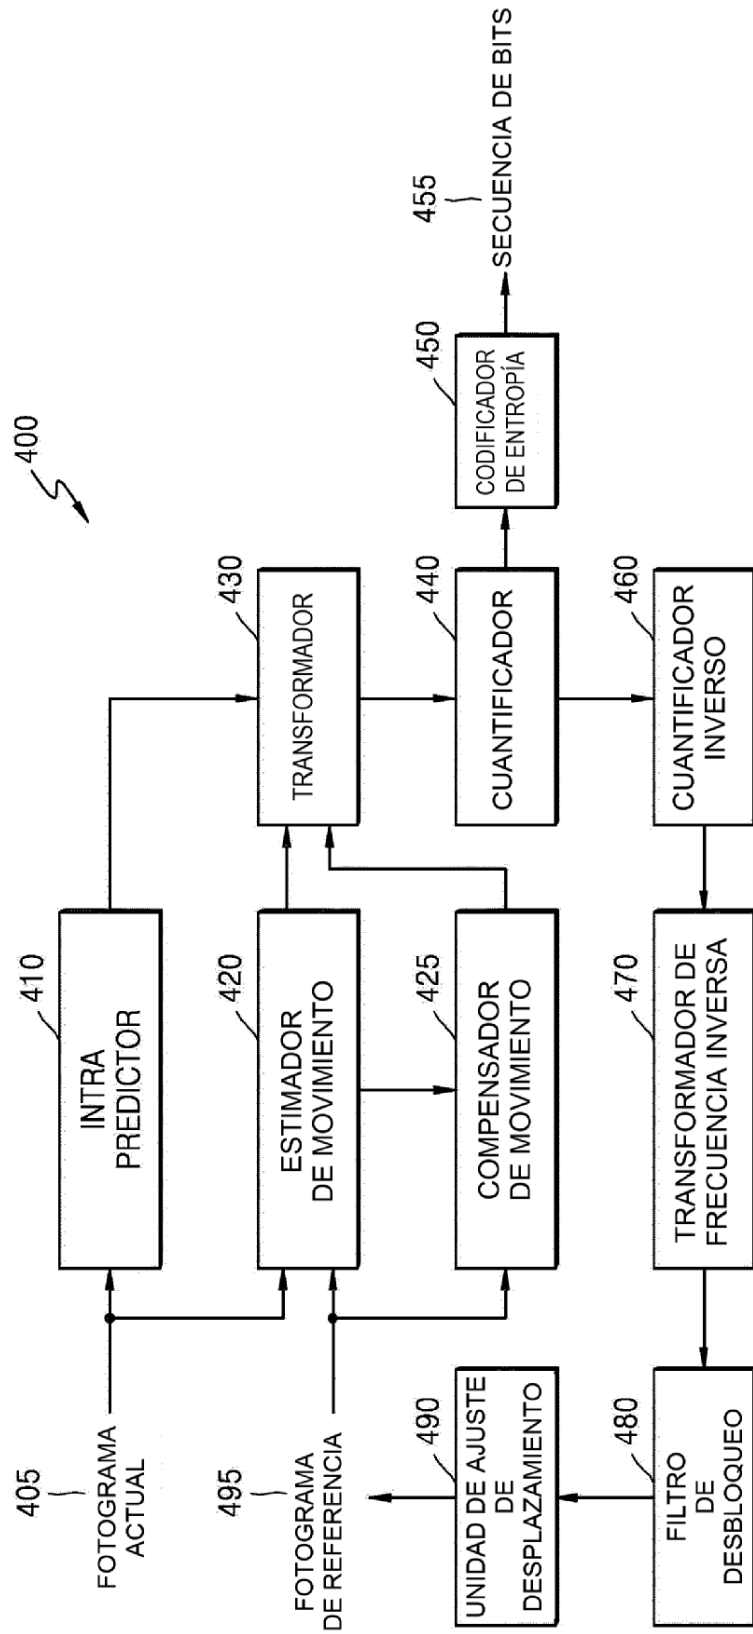 400
405
FOTOGRAMA
ACTUAL
410
INTRA
PREDICTOR
495
FOTOGRAMA
DE REFERENCIA
420
ESTIMADOR
DE MOVIMIENTO
430
TRANSFORMADOR
490
UNIDAD DE AJUSTE
DE
DESPLAZAMIENTO
425
COMPENSADOR
DE MOVIMIENTO
440
CUANTIFICADOR
450
CODIFICADOR
DE ENTROPÍA
455
SECUENCIA DE BITS
480
FILTRO
DE
DESBLOQUEO
470
TRANSFORMADOR DE
FRECUENCIA INVERSA
460
CUANTIFICADOR
INVERSO